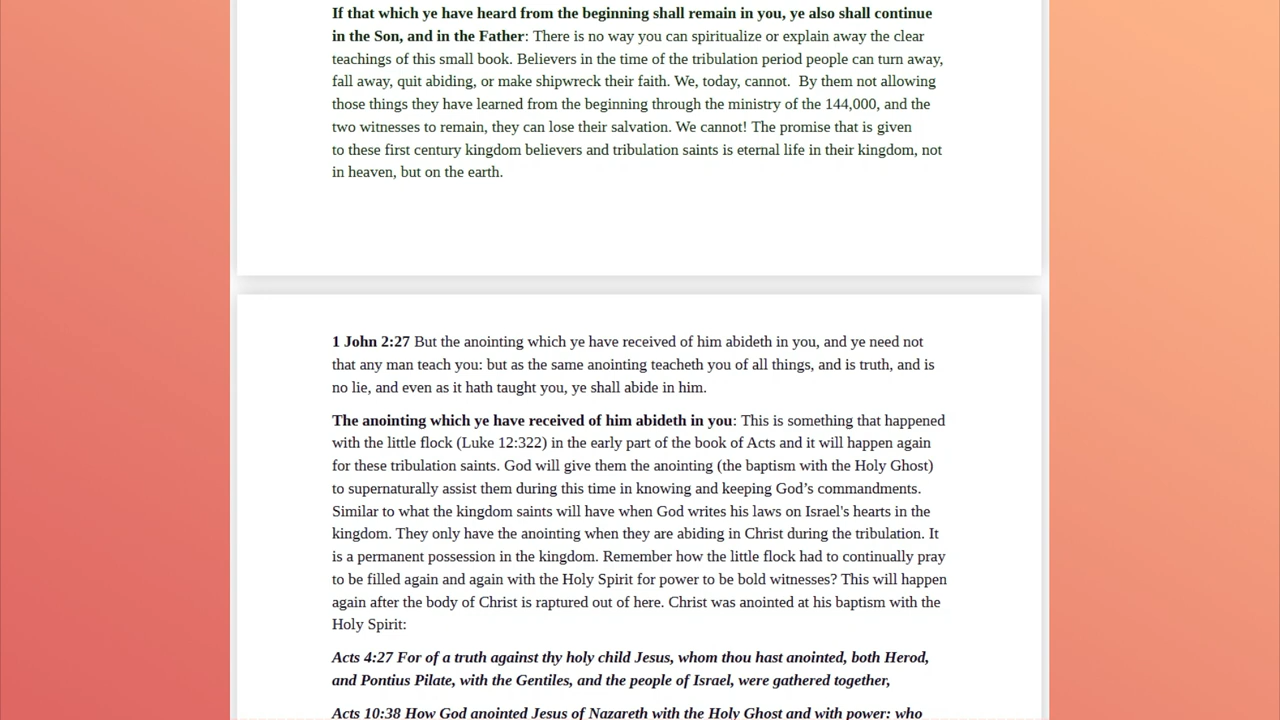 If that which ye have heard from the beginning shall remain in you, ye also shall continue
in the Son, and in the Father: There is no way you can spiritualize or explain away the clear
teachings of this small book. Believers in the time of the tribulation period people can turn away,
fall away, quit abiding, or make shipwreck their faith. We, today, cannot.  By them not allowing
those things they have learned from the beginning through the ministry of the 144,000, and the
two witnesses to remain, they can lose their salvation. We cannot! The promise that is given
to these first century kingdom believers and tribulation saints is eternal life in their kingdom, not
in heaven, but on the earth.
1 John 2:27 But the anointing which ye have received of him abideth in you, and ye need not
that any man teach you: but as the same anointing teacheth you of all things, and is truth, and is
no lie, and even as it hath taught you, ye shall abide in him.
The anointing which ye have received of him abideth in you: This is something that happened
with the little flock (Luke 12:322) in the early part of the book of Acts and it will happen again
for these tribulation saints. God will give them the anointing (the baptism with the Holy Ghost)
to supernaturally assist them during this time in knowing and keeping God’s commandments.
Similar to what the kingdom saints will have when God writes his laws on Israel's hearts in the
kingdom. They only have the anointing when they are abiding in Christ during the tribulation. It
is a permanent possession in the kingdom. Remember how the little flock had to continually pray
to be filled again and again with the Holy Spirit for power to be bold witnesses? This will happen
again after the body of Christ is raptured out of here. Christ was anointed at his baptism with the
Holy Spirit:
Acts 4:27 For of a truth against thy holy child Jesus, whom thou hast anointed, both Herod,
and Pontius Pilate, with the Gentiles, and the people of Israel, were gathered together,
Acts 10:38 How God anointed Jesus of Nazareth with the Holy Ghost and with power: who